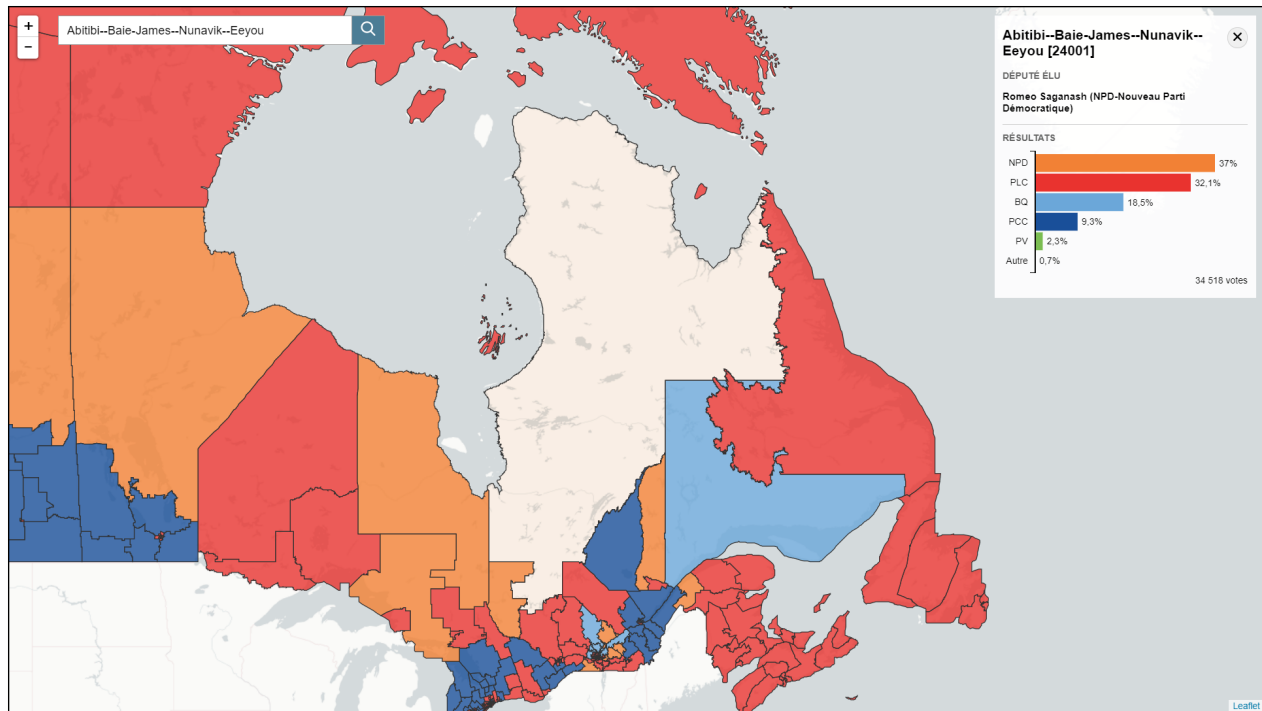 +
−
Abitibi--Baie-James--Nunavik--Eeyou
Abitibi--Baie-James--Nunavik--
Eeyou [24001]
DÉPUTÉ ÉLU
Romeo Saganash (NPD-Nouveau Parti
Démocratique)
RÉSULTATS
NPD 37%
PLC 32,1%
BQ 18,5%
PCC 9,3%
PV 2,3%
Autre 0,7%
34 518 votes
Leaflet